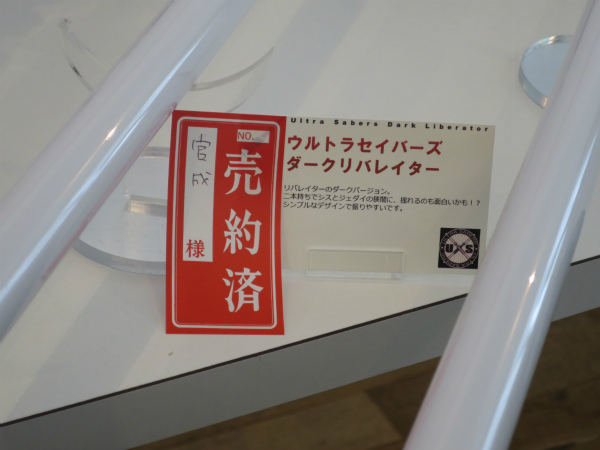 NO.
官成
様
売約済
Ultra Sabers Dark Liberator
ウルトラセイバーズ
ダークリバレイター
リバレイターのダークバージョン。
二本持ちでシスとジェダイの狭間に、揺れるのも面白いかも！？
シンプルなデザインで振りやすいです。
UXS